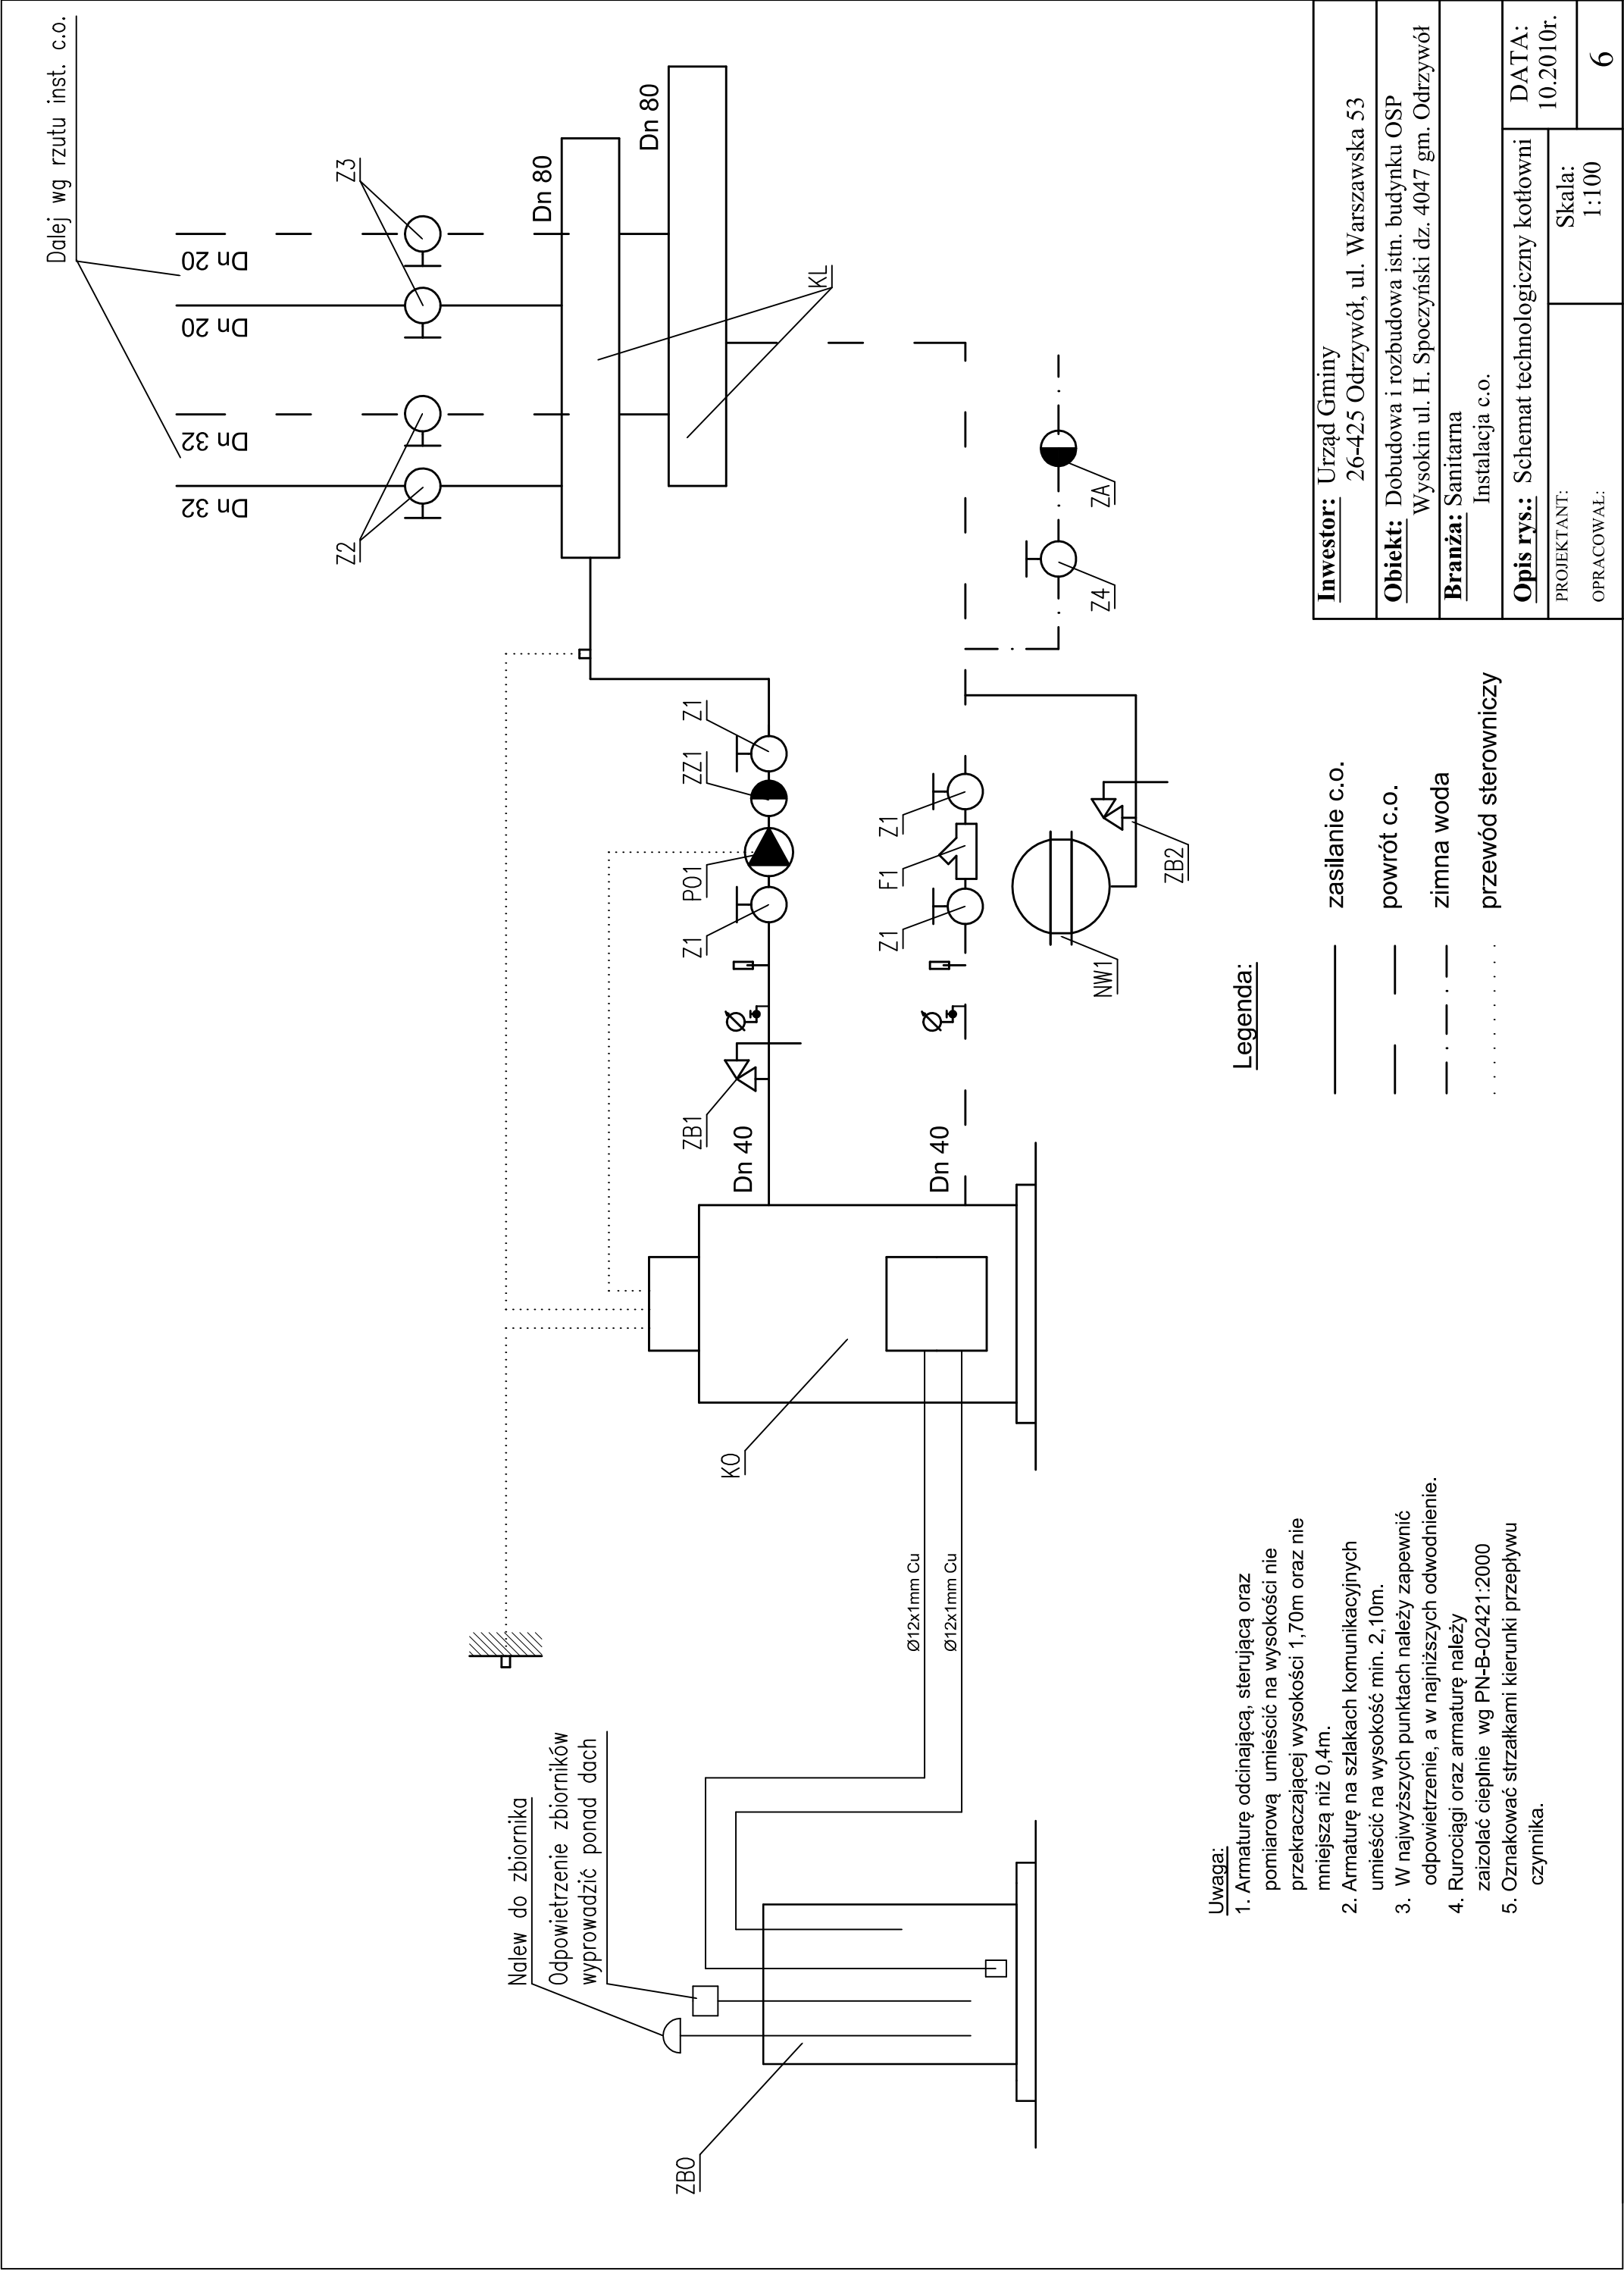 Dalej wg rzutu inst. c.o.
Dn 32
Dn 32
Dn 20
Dn 20
Z2
Z3
Dn 80
Dn 80
KL
Nalew do zbiornika
Odpowietrzenie zbiorników
wyprowadzić ponad dach
ZBO
KO
Ø12x1mm Cu
Ø12x1mm Cu
Dn 40
ZB1
Z1
PO1
ZZ1
Z1
Dn 40
Z1
F1
Z1
NW1
ZB2
Z4
ZA
Uwaga:
1. Armaturę odcinającą, sterującą oraz
pomiarową umieścić na wysokości nie
przekraczającej wysokości 1,70m oraz nie
mniejszą niż 0,4m.
2. Armaturę na szlakach komunikacyjnych
umieścić na wysokość min. 2,10m.
3. W najwyższych punktach należy zapewnić
odpowietrzenie, a w najniższych odwodnienie.
4. Rurociągi oraz armaturę należy
zaizolać cieplnie wg PN-B-02421:2000
5. Oznakować strzałkami kierunki przepływu
czynnika.
Legenda:
zasilanie c.o.
powrót c.o.
zimna woda
przewód sterowniczy
Inwestor: Urząd Gminy
26-425 Odrzywół, ul. Warszawska 53
Obiekt: Dobudowa i rozbudowa istn. budynku OSP
Wysokin ul. H. Spoczyński dz. 4047 gm. Odrzywół
Branża: Sanitarna
Instalacja c.o.
Opis rys.: Schemat technologiczny kotłowni
DATA:
10.2010r.
PROJEKTANT:
OPRACOWAŁ:
Skala:
1:100
6